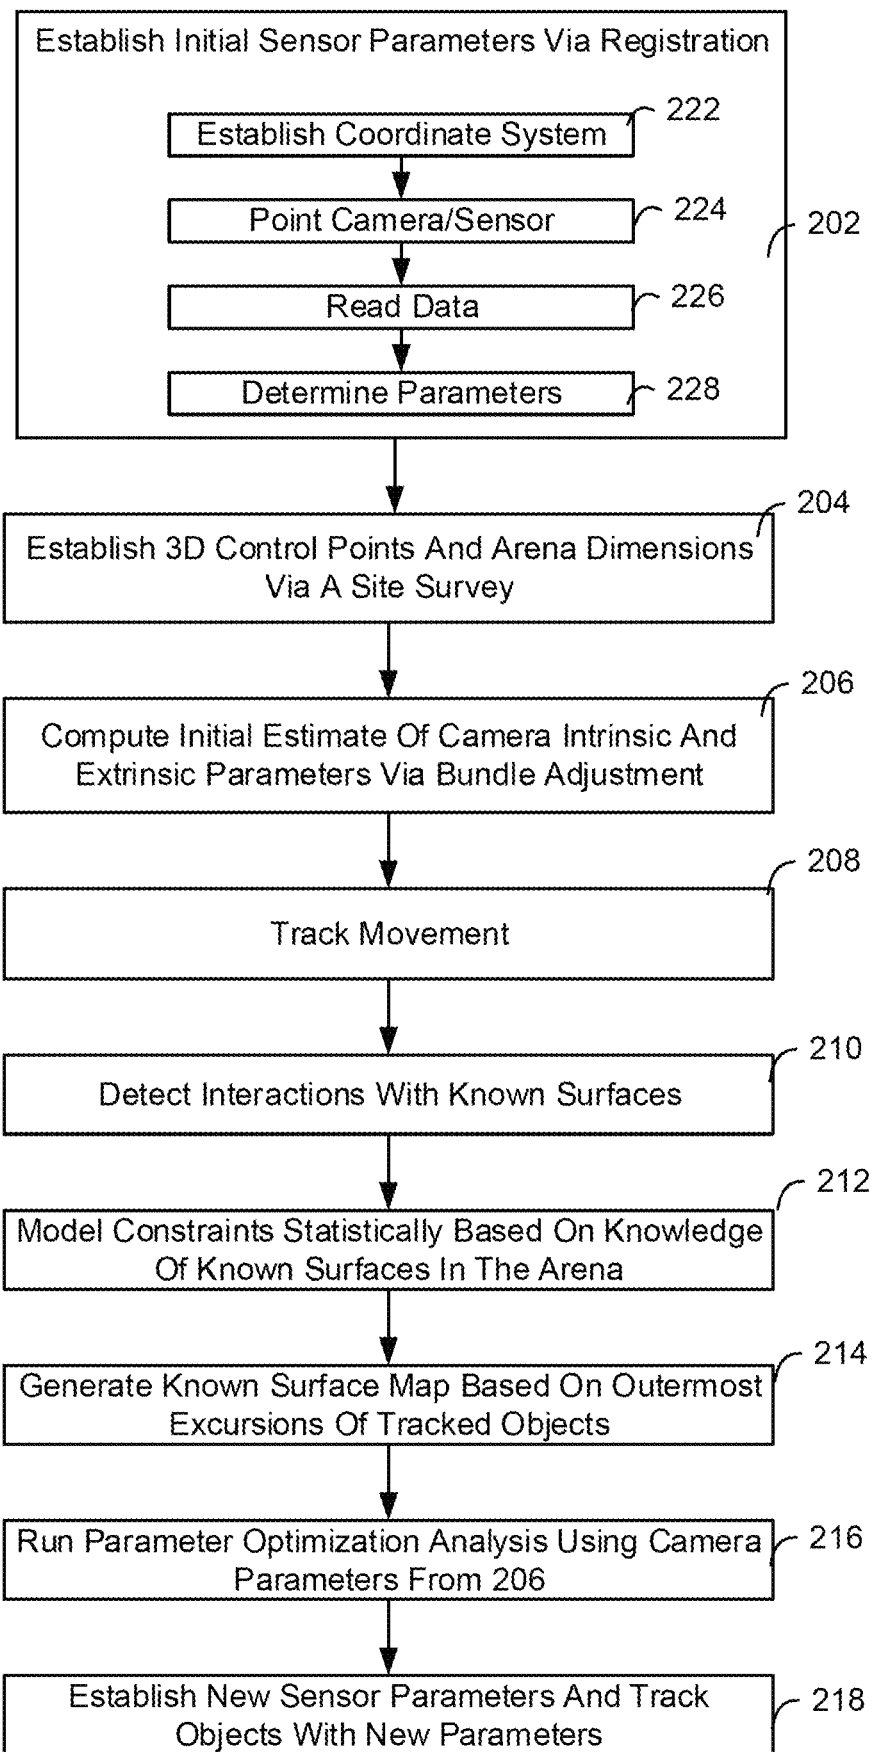 Establish Initial Sensor Parameters Via Registration
Establish Coordinate System
222
Point Camera/Sensor
224
202
Read Data
226
Determine Parameters
228
204
Establish 3D Control Points And Arena Dimensions
Via A Site Survey
206
Compute Initial Estimate Of Camera Intrinsic And
Extrinsic Parameters Via Bundle Adjustment
208
Track Movement
210
Detect Interactions With Known Surfaces
212
Model Constraints Statistically Based On Knowledge
Of Known Surfaces In The Arena
214
Generate Known Surface Map Based On Outermost
Excursions Of Tracked Objects
216
Run Parameter Optimization Analysis Using Camera
Parameters From 206
218
Establish New Sensor Parameters And Track
Objects With New Parameters